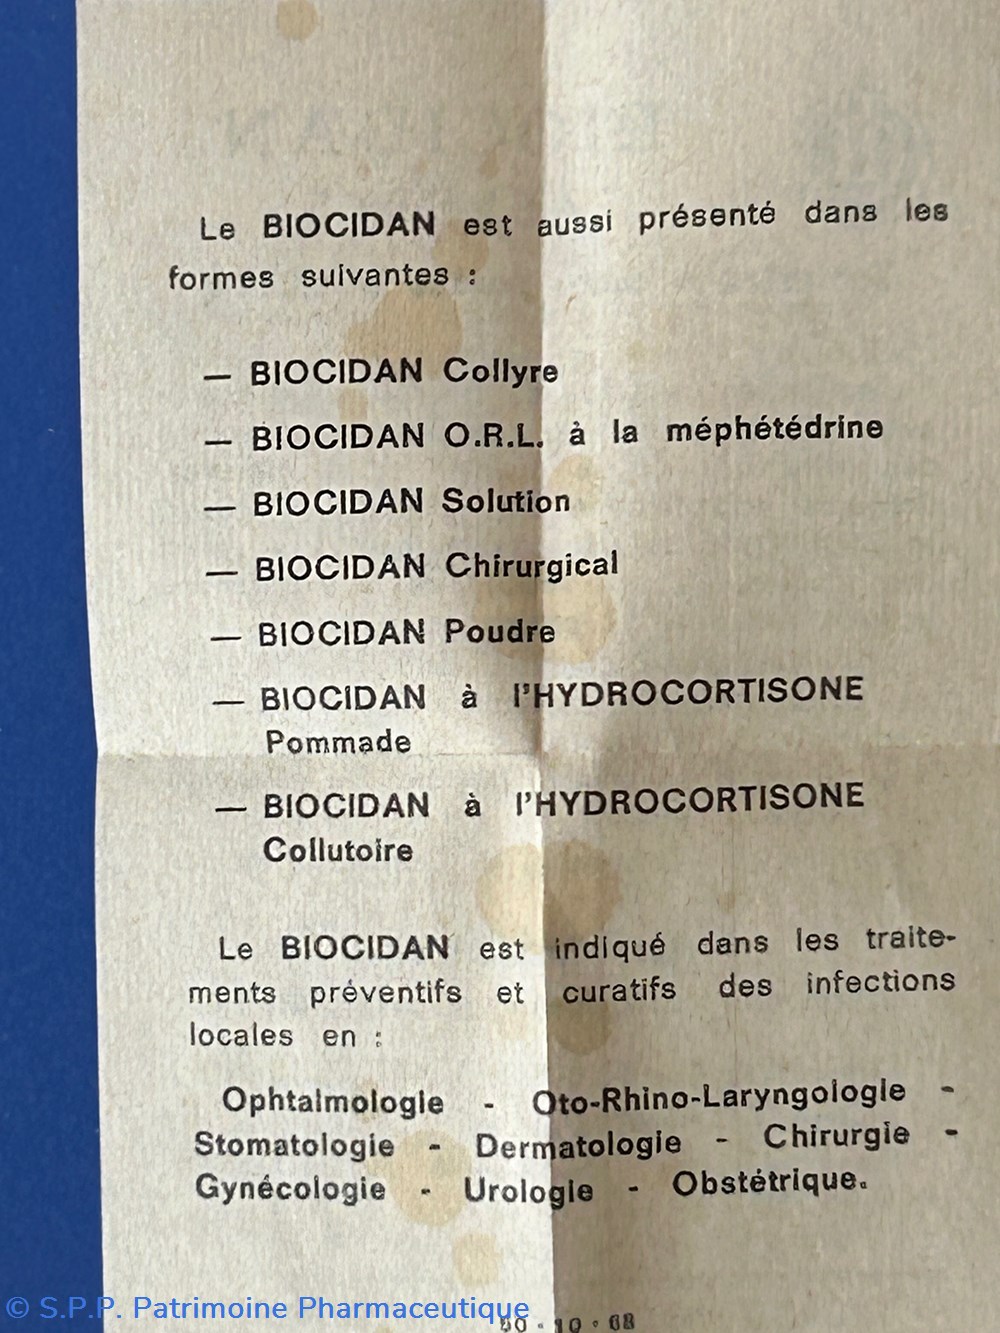 Le BIOCIDAN est aussi présenté dans les
formes suivantes :
— BIOCIDAN Collyre
— BIOCIDAN O.R.L. à la méphétédrine
— BIOCIDAN Solution
— BIOCIDAN Chirurgical
— BIOCIDAN Poudre
— BIOCIDAN à l'HYDROCORTISONE
Pommade
— BIOCIDAN à l'HYDROCORTISONE
Collutoire
Le BIOCIDAN est indiqué dans les traite-
ments préventifs et curatifs des infections
locales en :
Ophtalmologie - Oto-Rhino-Laryngologie -
Stomatologie - Dermatologie - Chirurgie -
Gynécologie - Urologie - Obstétrique.
© S.P.P. Patrimoine Pharmaceutique
10 - 68